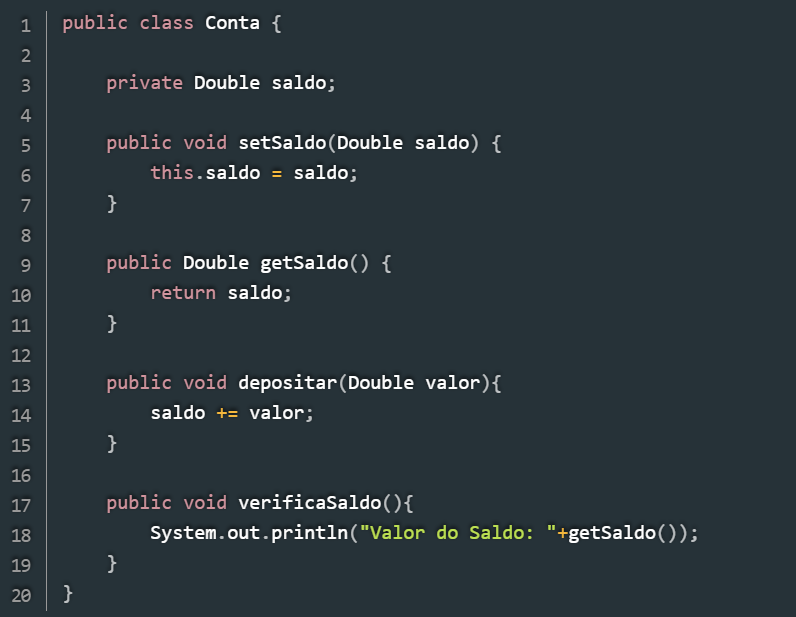 1 public class Conta {
2
3     private Double saldo;
4
5     public void setSaldo(Double saldo) {
6         this.saldo = saldo;
7     }
8
9     public Double getSaldo() {
10         return saldo;
11     }
12
13     public void depositar(Double valor){
14         saldo += valor;
15     }
16
17     public void verificaSaldo(){
18         System.out.println("Valor do Saldo: "+getSaldo());
19     }
20 }